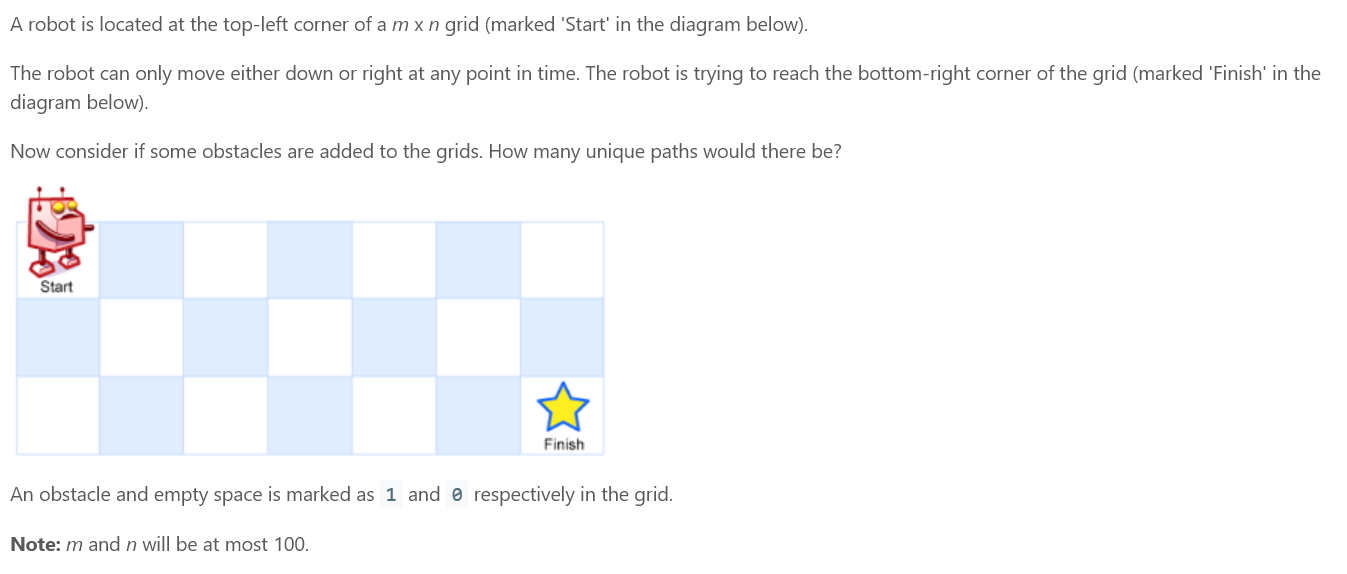 A robot is located at the top-left corner of a m x n grid (marked 'Start' in the diagram below).
The robot can only move either down or right at any point in time. The robot is trying to reach the bottom-right corner of the grid (marked 'Finish' in the
diagram below).
Now consider if some obstacles are added to the grids. How many unique paths would there be?
Start
Finish
An obstacle and empty space is marked as 1 and 0 respectively in the grid.
Note: m and n will be at most 100.